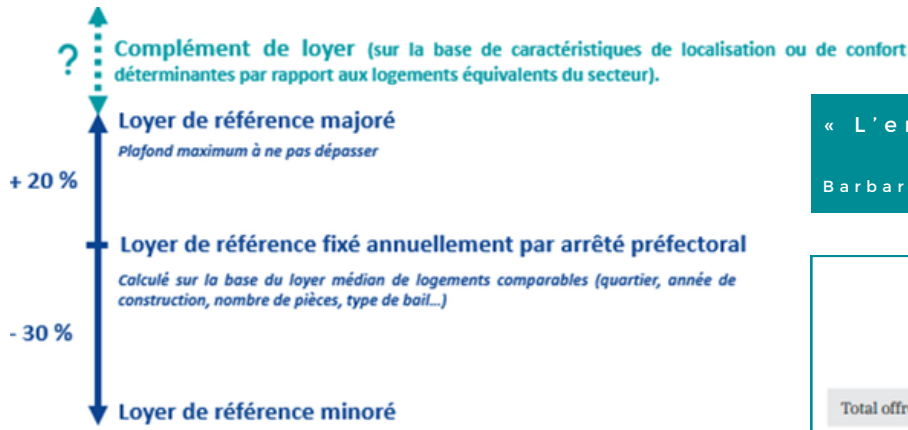 ?
Complément de loyer (sur la base de caractéristiques de localisation ou de confort
déterminantes par rapport aux logements équivalents du secteur).
Loyer de référence majoré
Plafond maximum à ne pas dépasser
+ 20 %
Loyer de référence fixé annuellement par arrêté préfectoral
Calculé sur la base du loyer médian de logements comparables (quartier, année de
construction, nombre de pièces, type de bail...)
- 30 %
Loyer de référence minoré
«
Total